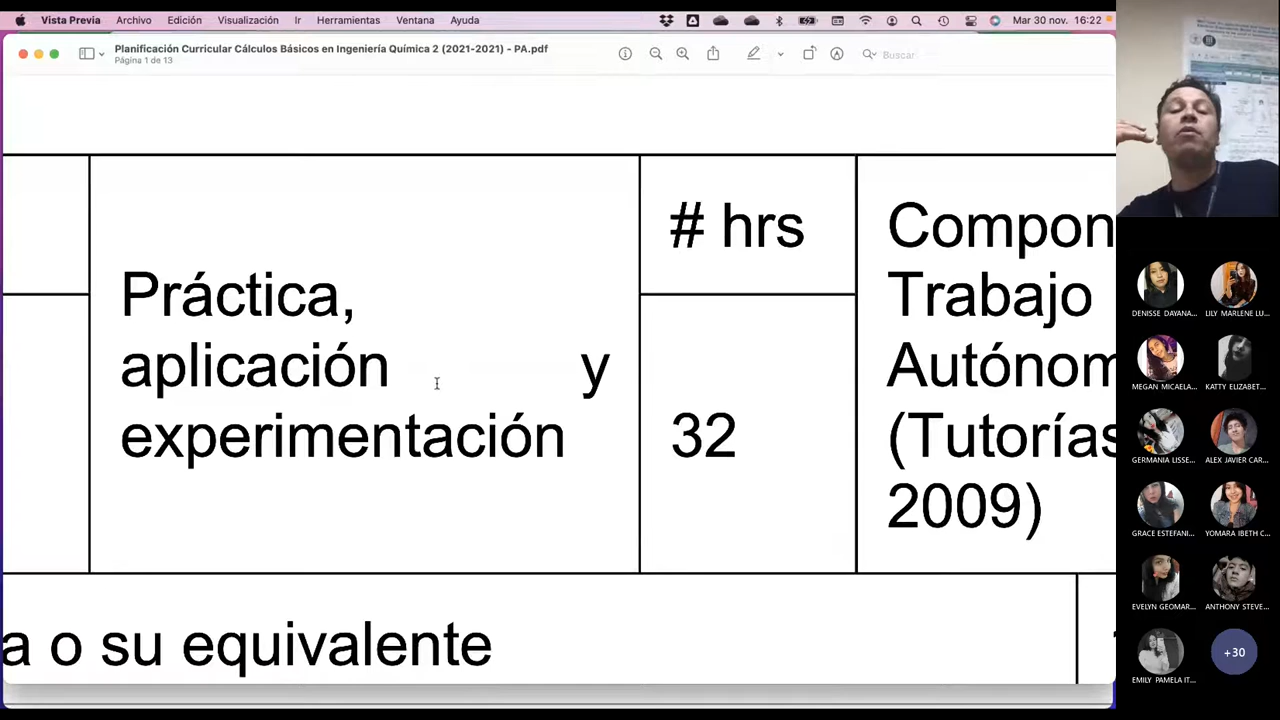 Vista Previa Archivo Edición Visualización Ir Herramientas Ventana Ayuda Mar 30 nov. 16:22
Planificación Curricular Cálculos Básicos en Ingeniería Química 2 (2021-2021) - PA.pdf
Página 1 de 13
Buscar
# hrs
Práctica,
aplicación y
experimentación
32
Compon
Trabajo
Autónom
(Tutorías
2009)
a o su equivalente
DENISSE DAYANA...
LILY MARLENE LU...
MEGAN MICAELA...
KATTY ELIZABET...
GERMANIA LISSE...
ALEX JAVIER CAR...
GRACE ESTEFANI...
YOMARA IBETH C...
EVELYN GEOMAR...
ANTHONY STEVE...
EMILY PAMELA IT...
+30